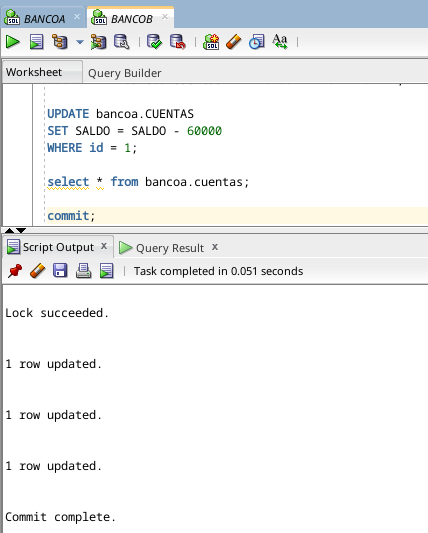 BANCOA
BANCOB
Worksheet Query Builder
UPDATE bancoa.CUENTAS
SET SALDO = SALDO - 60000
WHERE id = 1;
select * from bancoa.cuentas;
commit;
Script Output x Query Result x
Task completed in 0.051 seconds
Lock succeeded.
1 row updated.
1 row updated.
1 row updated.
Commit complete.